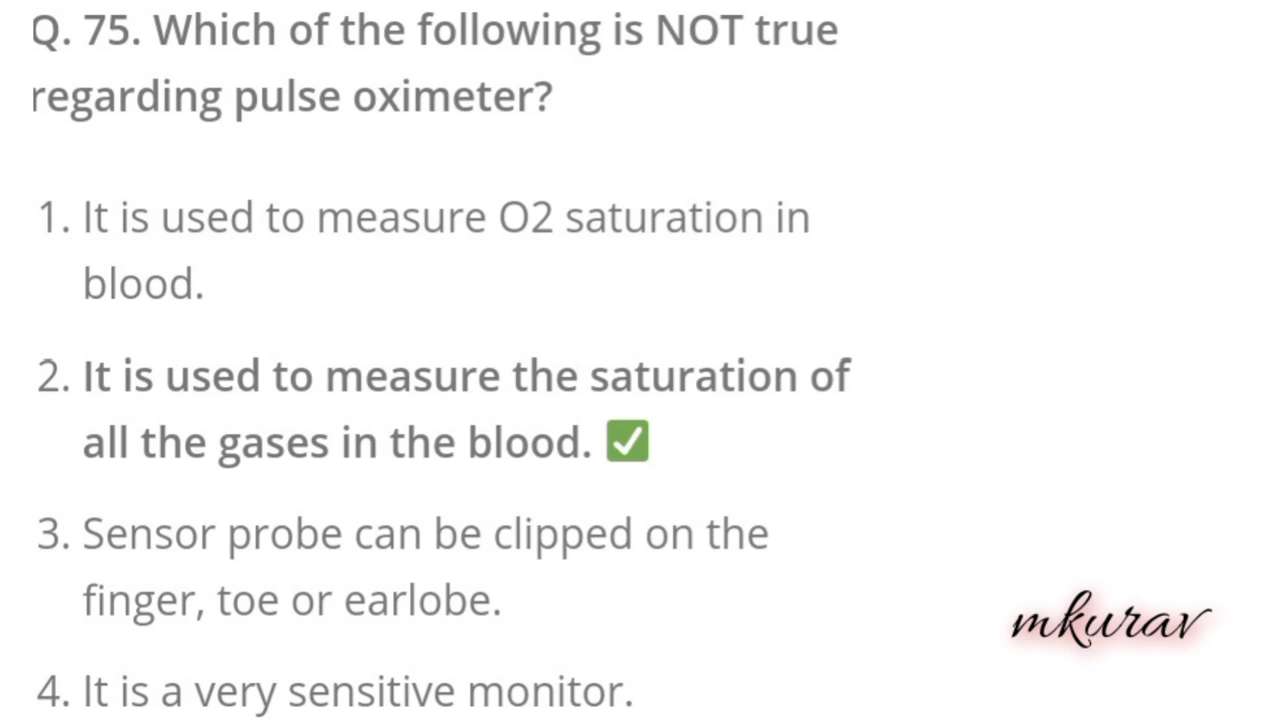 Q. 75. Which of the following is NOT true
regarding pulse oximeter?
1. It is used to measure O2 saturation in
blood.
2. It is used to measure the saturation of
all the gases in the blood. ✅
3. Sensor probe can be clipped on the
finger, toe or earlobe.
mkurav
4. It is a very sensitive monitor.